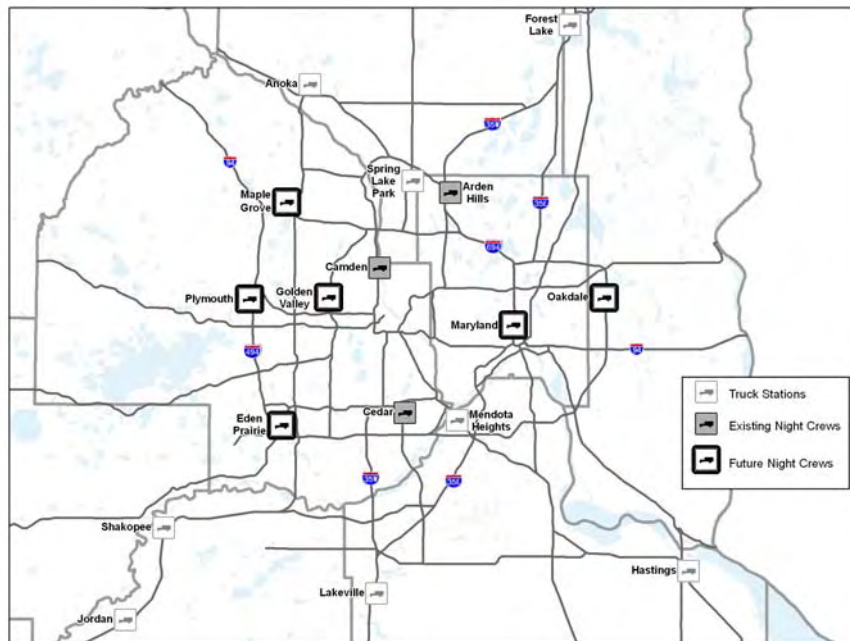 Forest
Lake
Anoka
35W
94
Spring
Lake
Park
Arden
Hills
Maple
Grove
35E
694
Camden
Plymouth
Golden
Valley
Oakdale
Maryland
494
94
Truck Stations
Eden
Prairie
Cedar
Mendota
Heights
Existing Night Crews
Future Night Crews
35W
35E
Shakopee
Hastings
Lakeville
Jordan